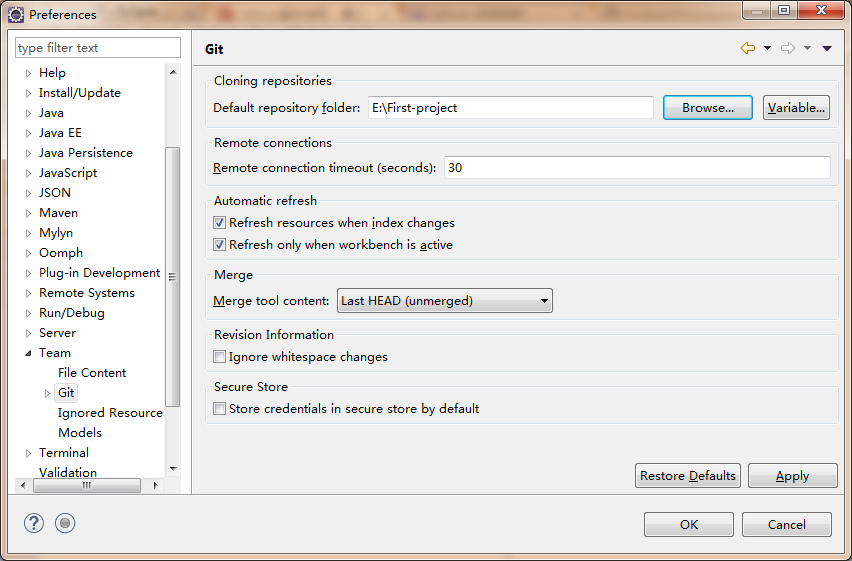 Preferences
type filter text
Help
Install/Update
Java
Java EE
Java Persistence
JavaScript
JSON
Maven
Mylyn
Oomph
Plug-in Development
Remote Systems
Run/Debug
Server
Team
File Content
Git
Ignored Resource
Models
Terminal
Validation
Git
Cloning repositories
Default repository folder: E:\First-project Browse... Variable...
Remote connections
Remote connection timeout (seconds): 30
Automatic refresh
Refresh resources when index changes
Refresh only when workbench is active
Merge
Merge tool content: Last HEAD (unmerged)
Revision Information
Ignore whitespace changes
Secure Store
Store credentials in secure store by default
Restore Defaults Apply
OK Cancel